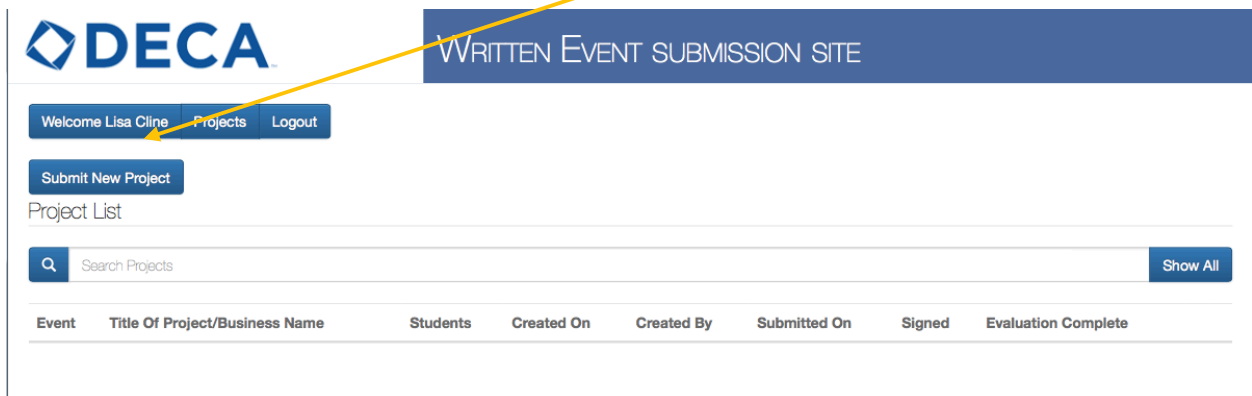 DECA
WRITTEN EVENT SUBMISSION SITE
Welcome Lisa Cline Projects Logout
Submit New Project
Project List
Search Projects Show All
Event Title Of Project/Business Name Students Created On Created By Submitted On Signed Evaluation Complete